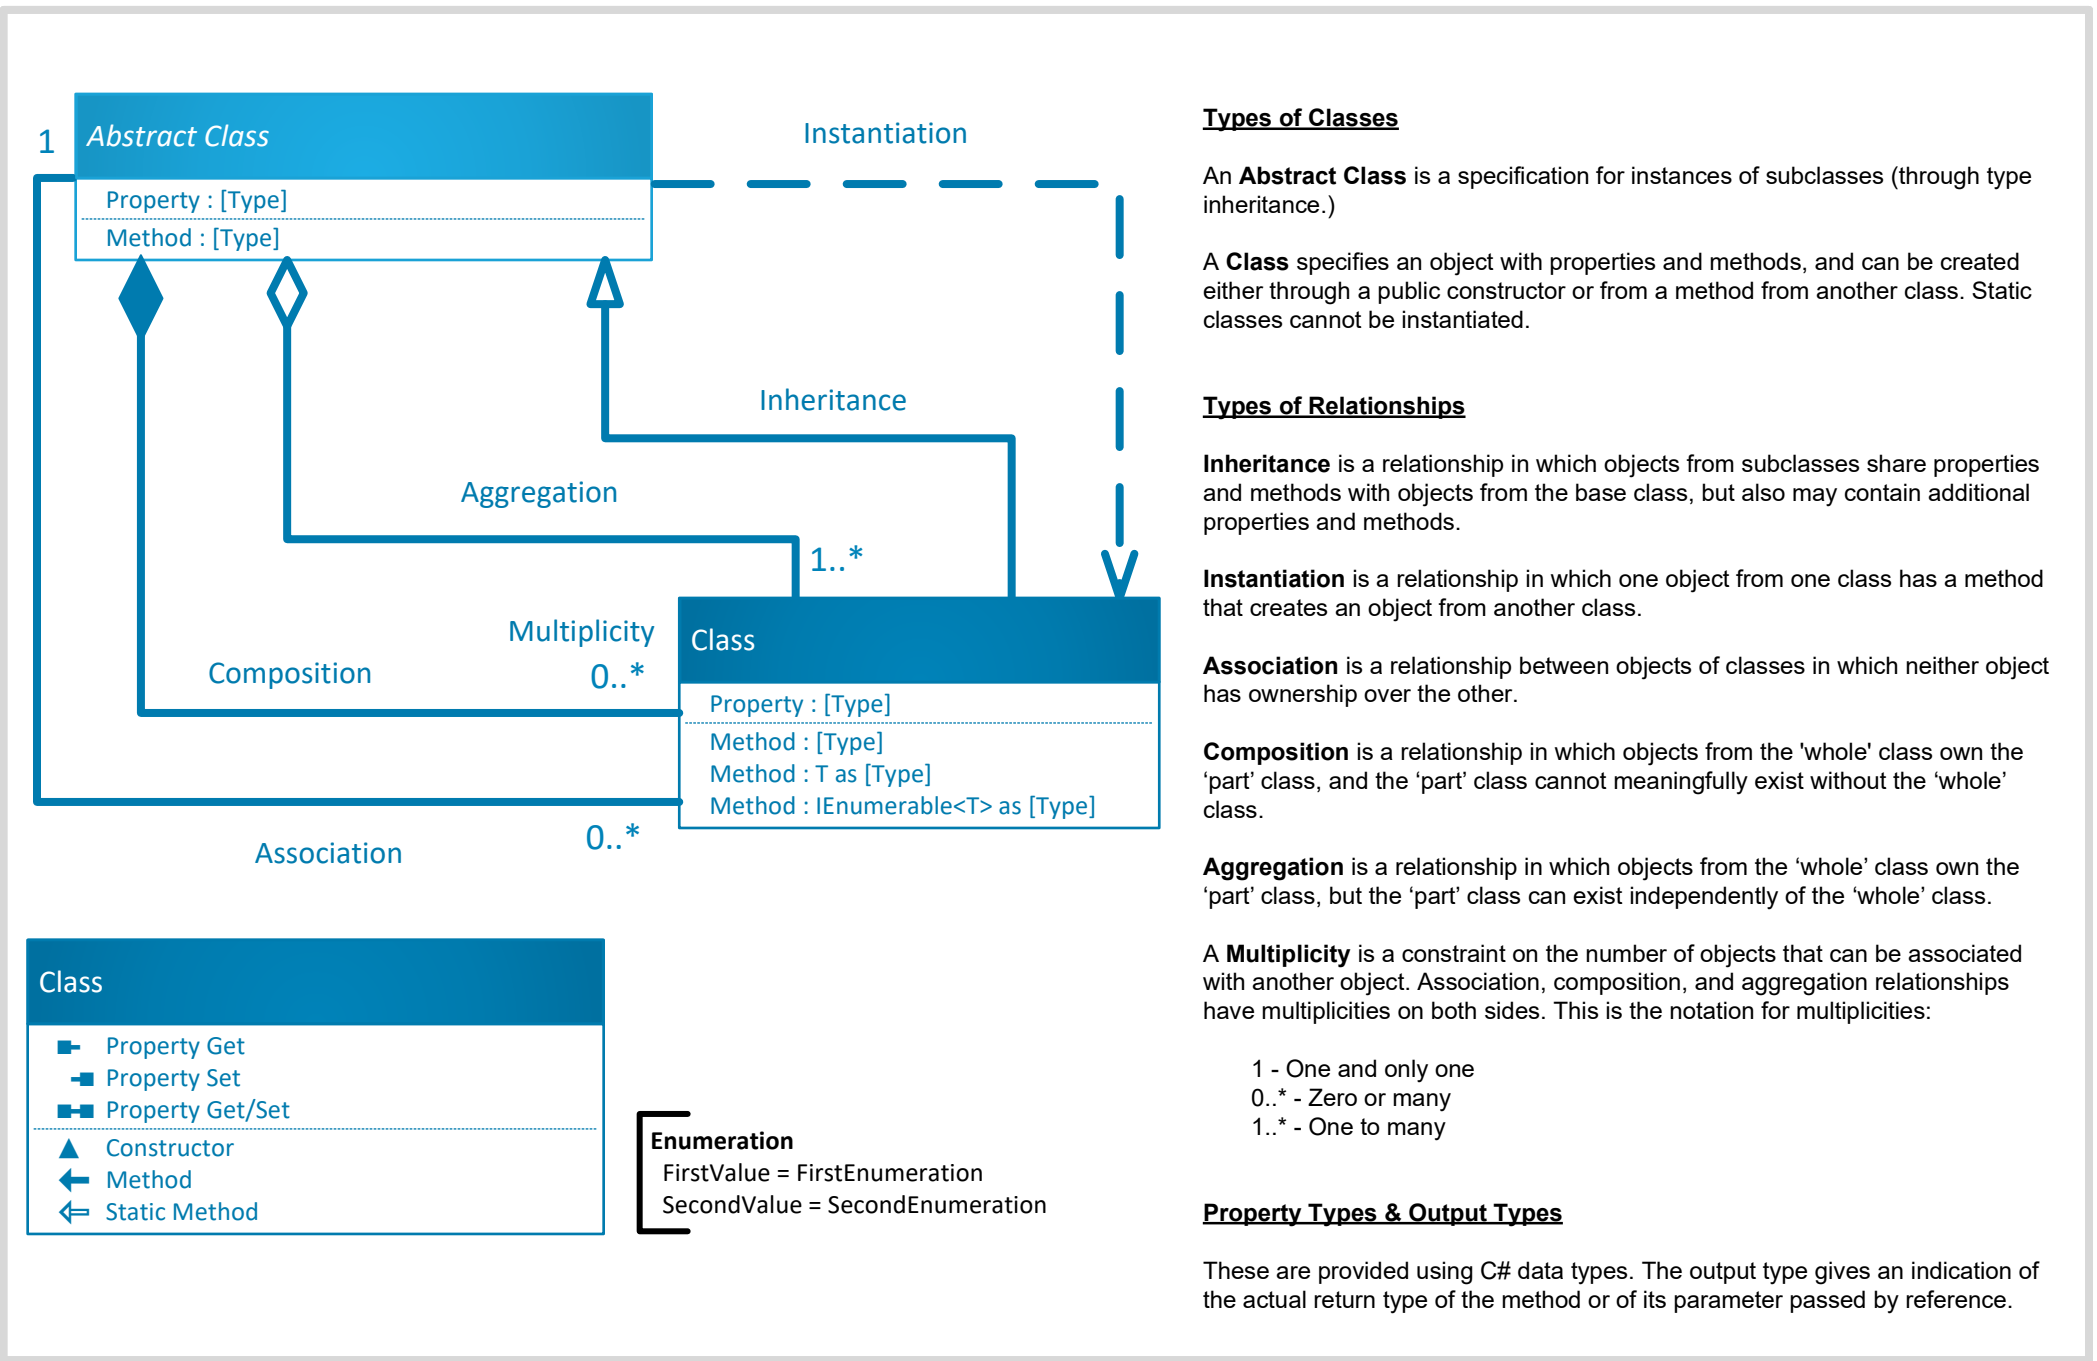 1
Abstract Class
Property : [Type]
Method : [Type]
Instantiation
Inheritance
Aggregation
1..*
Multiplicity
0..*
Composition
Class
Property : [Type]
Method : [Type]
Method : T as [Type]
Method : IEnumerable<T> as [Type]
0..*
Association
Class
Property Get
Property Set
Property Get/Set
Constructor
Method
Static Method
Enumeration
FirstValue = FirstEnumeration
SecondValue = SecondEnumeration
Types of Classes
An Abstract Class is a specification for instances of subclasses (through type
inheritance.)
A Class specifies an object with properties and methods, and can be created
either through a public constructor or from a method from another class. Static
classes cannot be instantiated.
Types of Relationships
Inheritance is a relationship in which objects from subclasses share properties
and methods with objects from the base class, but also may contain additional
properties and methods.
Instantiation is a relationship in which one object from one class has a method
that creates an object from another class.
Association is a relationship between objects of classes in which neither object
has ownership over the other.
Composition is a relationship in which objects from the 'whole' class own the
‘part’ class, and the ‘part’ class cannot meaningfully exist without the ‘whole’
class.
Aggregation is a relationship in which objects from the ‘whole’ class own the
‘part’ class, but the ‘part’ class can exist independently of the ‘whole’ class.
A Multiplicity is a constraint on the number of objects that can be associated
with another object. Association, composition, and aggregation relationships
have multiplicities on both sides. This is the notation for multiplicities:
1 - One and only one
0..* - Zero or many
1..* - One to many
Property Types & Output Types
These are provided using C# data types. The output type gives an indication of
the actual return type of the method or of its parameter passed by reference.